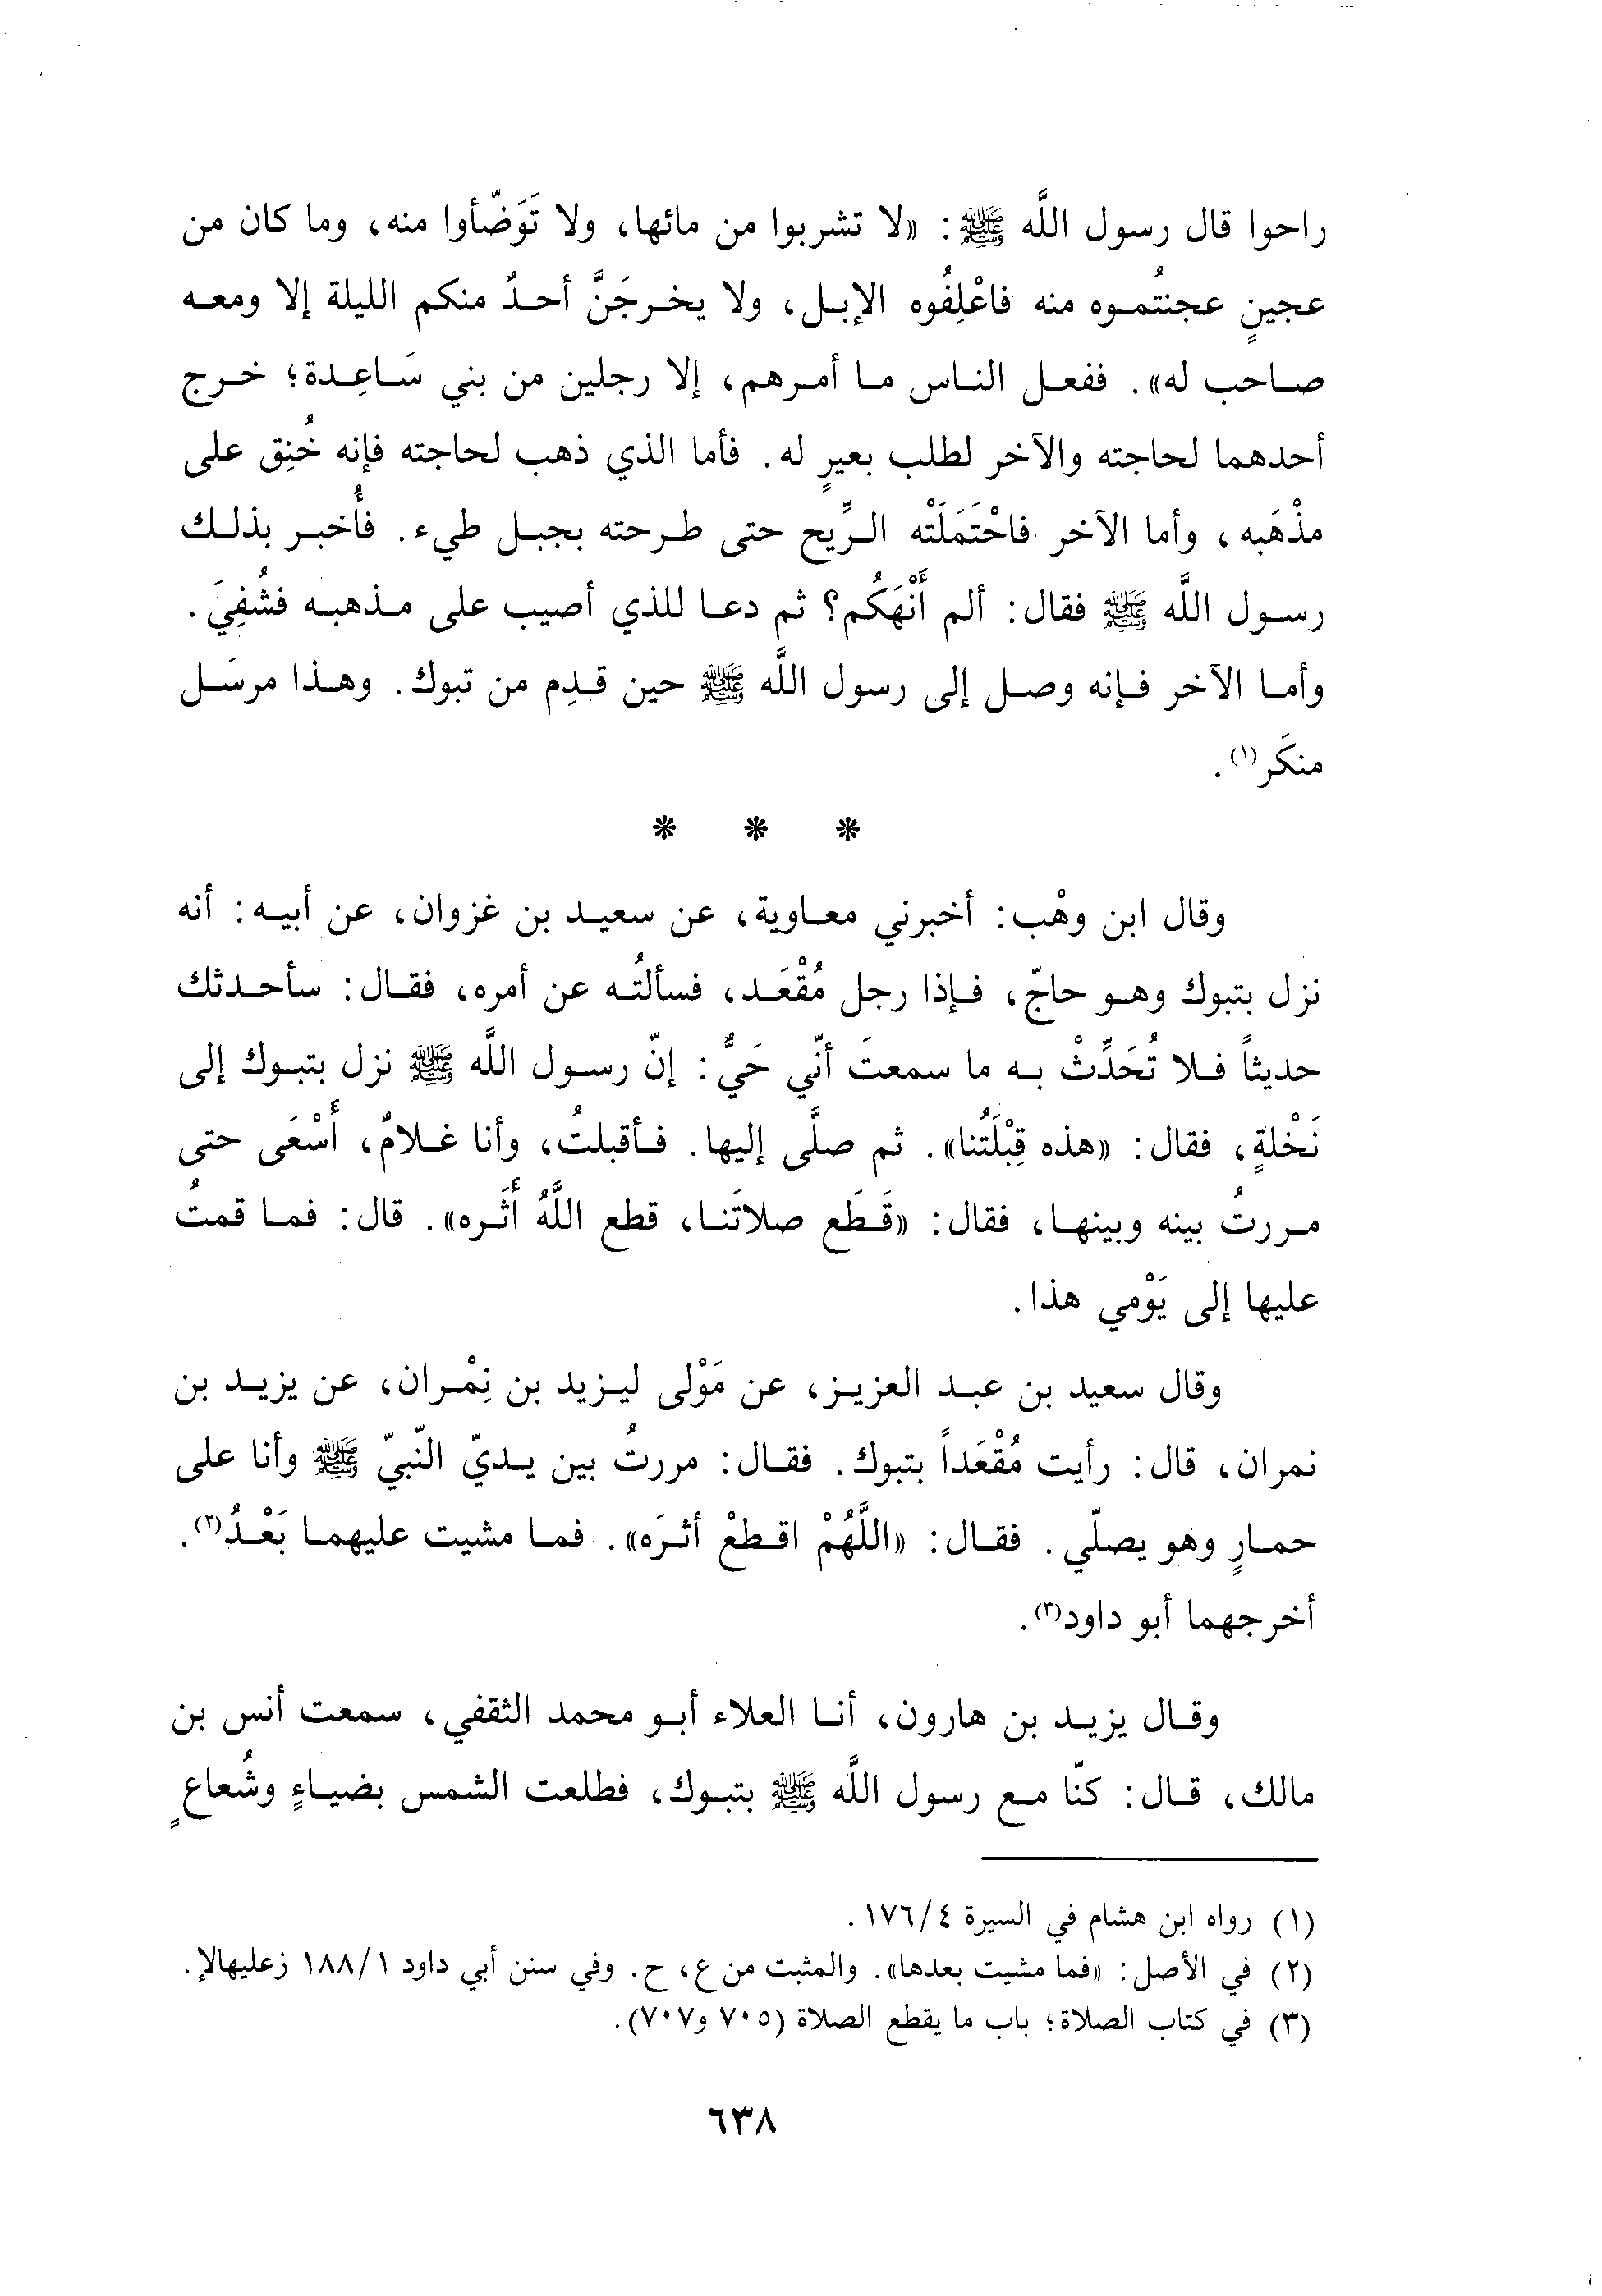 راحوا قال رسول اللَّه ﷺ: «لا تشربوا من مائها، ولا تَوَضّأوا منه، وما كان من
عجينٍ عجنتُموه منه فاعْلِفُوه الإبل، ولا يخرجَنَّ أحدٌ منكم الليلة إلا ومعه
صاحب له». ففعل الناس ما أمرهم، إلا رجلين من بني سَاعِدة؛ خرج
أحدهما لحاجته والآخر لطلب بعيرٍ له. فأما الذي ذهب لحاجته فإنه خُنِق على
مذْهَبه، وأما الآخر فاحْتَمَلَتْه الرِّيح حتى طرحته بجبل طيء. فأُخبر بذلك
رسول اللَّه ﷺ فقال: ألم أَنْهَكُم؟ ثم دعا للذي أصيب على مذهبه فشُفِيَ.
وأما الآخر فإنه وصل إلى رسول اللَّه ﷺ حين قدِم من تبوك. وهذا مرسَل
منكَر(١).
* * *
وقال ابن وهْب: أخبرني معاوية، عن سعيد بن غزوان، عن أبيه: أنه
نزل بتبوك وهو حاجّ، فإذا رجل مُقْعَد، فسألتُه عن أمره، فقال: سأحدثك
حديثاً فلا تُحَدِّثْ به ما سمعتَ أنّي حَيٌّ: إنّ رسول اللَّه ﷺ نزل بتبوك إلى
نَخْلةٍ، فقال: «هذه قِبْلَتُنا». ثم صلَّى إليها. فأقبلتُ، وأنا غلامٌ، أَسْعَى حتى
مررتُ بينه وبينها، فقال: «قَطَع صلاتَنا، قطع اللَّهُ أَثَره». قال: فما قمتُ
عليها إلى يَوْمي هذا.
وقال سعيد بن عبد العزيز، عن مَوْلى ليزيد بن نِمْران، عن يزيد بن
نمران، قال: رأيت مُقْعَداً بتبوك. فقال: مررتُ بين يديّ النّبيّ ﷺ وأنا على
حمارٍ وهو يصلّي. فقال: «اللَّهُمْ اقطعْ أثرَه». فما مشيت عليهما بَعْدُ(٢).
أخرجهما أبو داود(٣).
وقال يزيد بن هارون، أنا العلاء أبو محمد الثقفي، سمعت أنس بن
مالك، قال: كنّا مع رسول اللَّه ﷺ بتبوك، فطلعت الشمس بضياءٍ وشُعاعٍ
(١) رواه ابن هشام في السيرة ٤/١٧٦.
(٢) في الأصل: «فما مشيت بعدها». والمثبت من ع، ح. وفي سنن أبي داود ١/١٨٨ زعليهالإ.
(٣) في كتاب الصلاة؛ باب ما يقطع الصلاة (٧٠٥ و٧٠٧).
٦٣٨